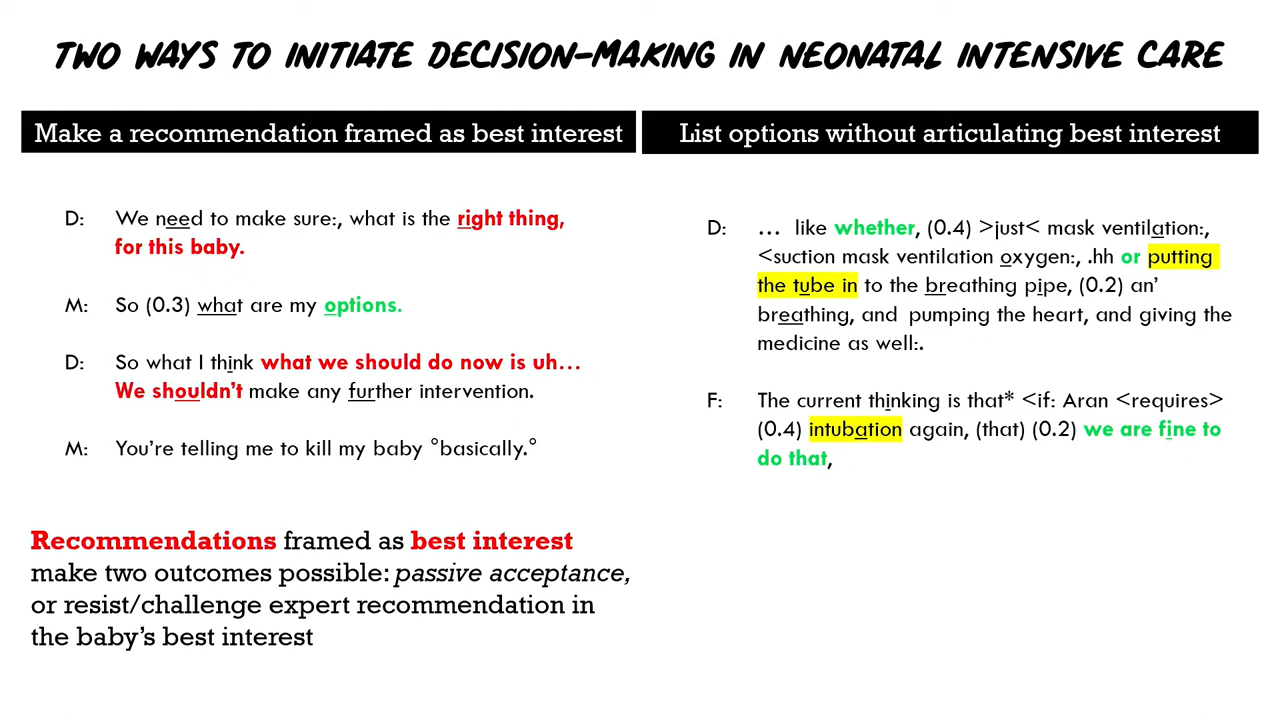 TWO WAYS TO INITIATE DECISION-MAKING IN NEONATAL INTENSIVE CARE
Make a recommendation framed as best interest
D: We need to make sure:, what is the right thing,
for this baby.
M: So (0.3) what are my options.
D: So what I think what we should do now is uh…
We shouldn't make any further intervention.
M: You're telling me to kill my baby °basically.°
Recommendations framed as best interest
make two outcomes possible: passive acceptance,
or resist/challenge expert recommendation in
the baby's best interest
List options without articulating best interest
D: … like whether, (0.4) >just< mask ventilation:,
<suction mask ventilation oxygen:, .hh or putting
the tube in to the breathing pipe, (0.2) an'
breathing, and pumping the heart, and giving the
medicine as well:.
F: The current thinking is that* <if: Aran <requires>
(0.4) intubation again, (that) (0.2) we are fine to
do that,